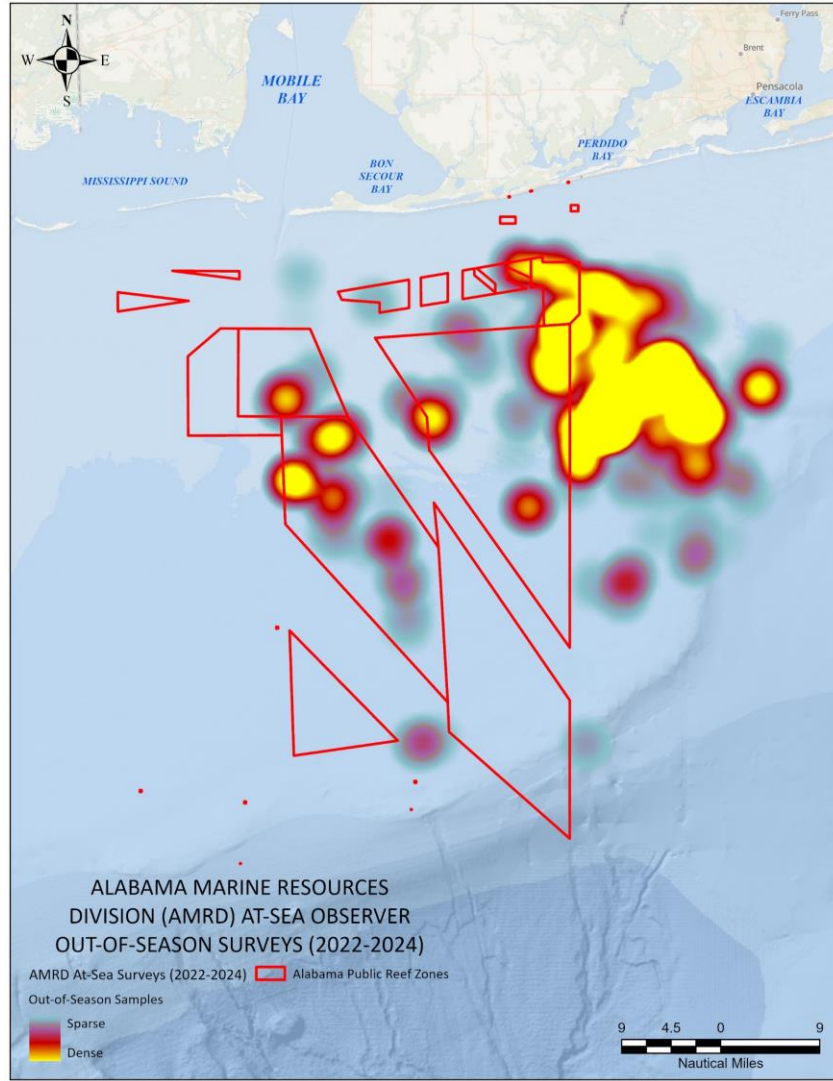 N
W E
S
Ferry Pass
Brent
Pensacola
ESCAMBIA
BAY
MOBILE
BAY
PERDIDO
BAY
BON
SECOUR
BAY
MISSISSIPPI SOUND
ALABAMA MARINE RESOURCES
DIVISION (AMRD) AT-SEA OBSERVER
OUT-OF-SEASON SURVEYS (2022-2024)
AMRD At-Sea Surveys (2022-2024) Alabama Public Reef Zones
Out-of-Season Samples
Sparse
Dense
9 4.5 0 9
Nautical Miles